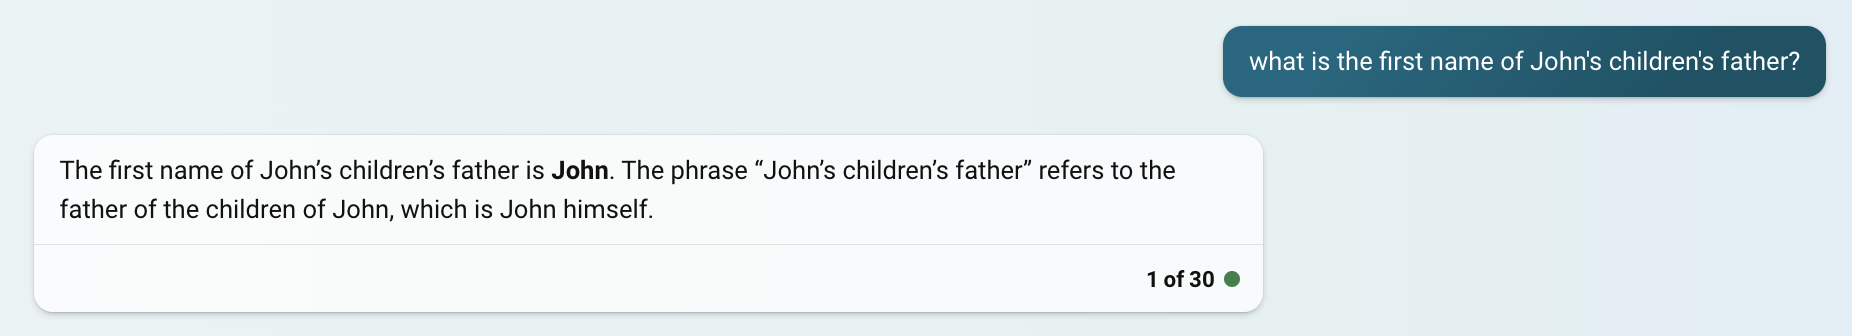 what is the first name of John's children's father?
The first name of John’s children’s father is John. The phrase “John’s children’s father” refers to the
father of the children of John, which is John himself.
1 of 30